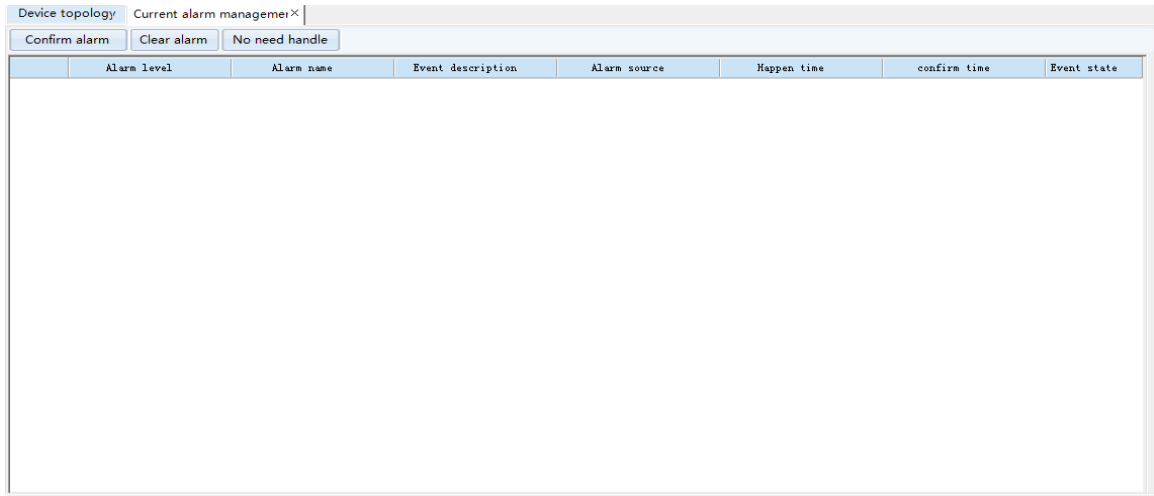 Device topology Current alarm managemer×
Confirm alarm Clear alarm No need handle
Alarm level Alarm name Event description Alarm source Happen time confirm time Event state